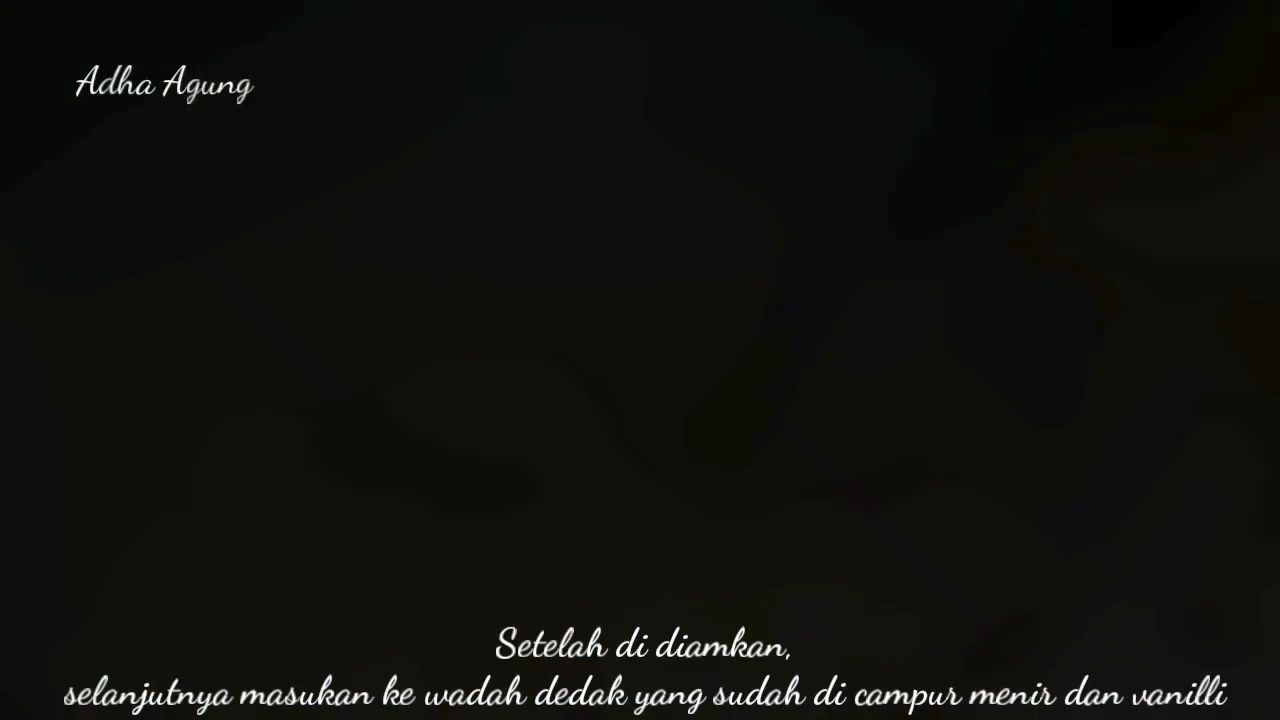 Adha Agung
Setelah di diamkan,
selanjutnya masukan ke wadah dedak yang sudah di campur menir dan vanilli